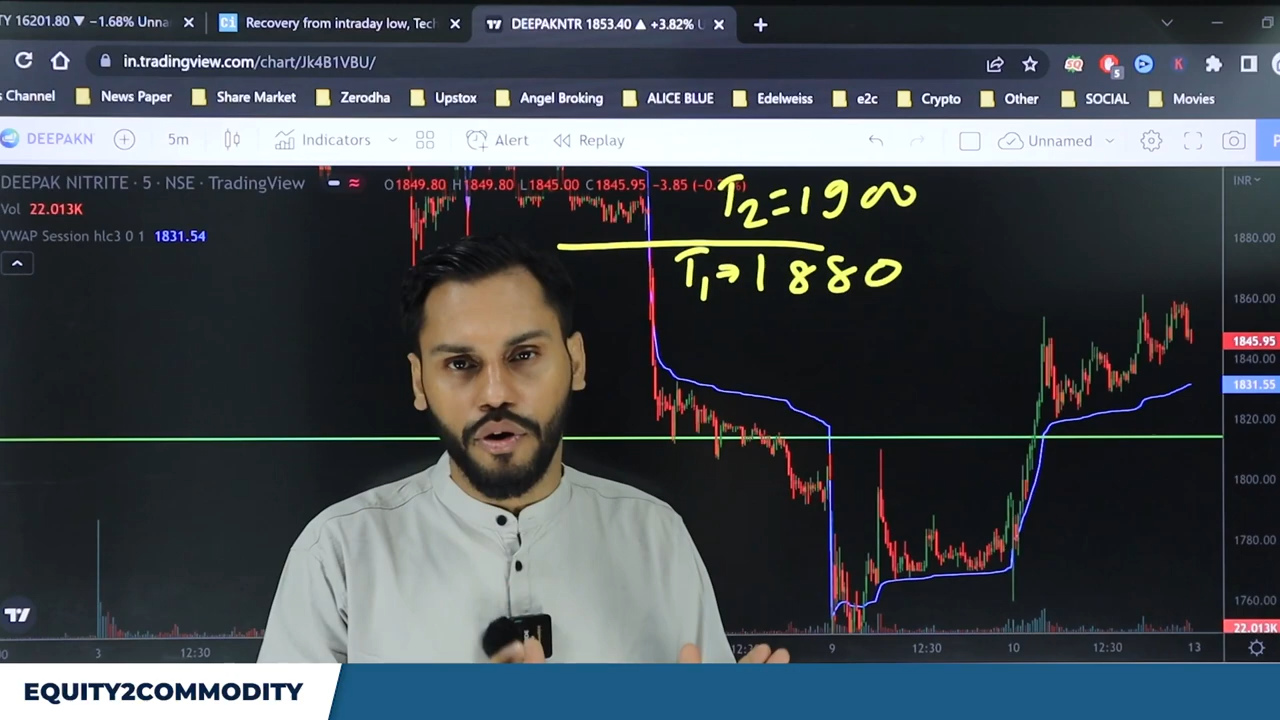 TY 16201.80 ▼ −1.68% Unna
Ci Recovery from intraday low, Tech
DEEPAKNTR 1853.40 ▲ +3.82% U
in.tradingview.com/chart/Jk4B1VBU/
5Q 5 K
s Channel News Paper Share Market Zerodha Upstox Angel Broking ALICE BLUE Edelweiss e2c Crypto Other SOCIAL Movies
DEEPAKN 5m Indicators Alert Replay Unnamed P
DEEPAK NITRITE · 5 · NSE · TradingView O1849.80 H1849.80 L1845.00 C1845.95 −3.85
INR
Vol 22.013K
VWAP Session hlc3 0 1 1831.54
T2=1900
T1→1880
1880.00
1860.00
1845.95
1840.00
1831.55
1820.00
1800.00
1780.00
1760.00
22.013K
3 12:30 9 12:30 10 12:30 13
EQUITY2COMMODITY